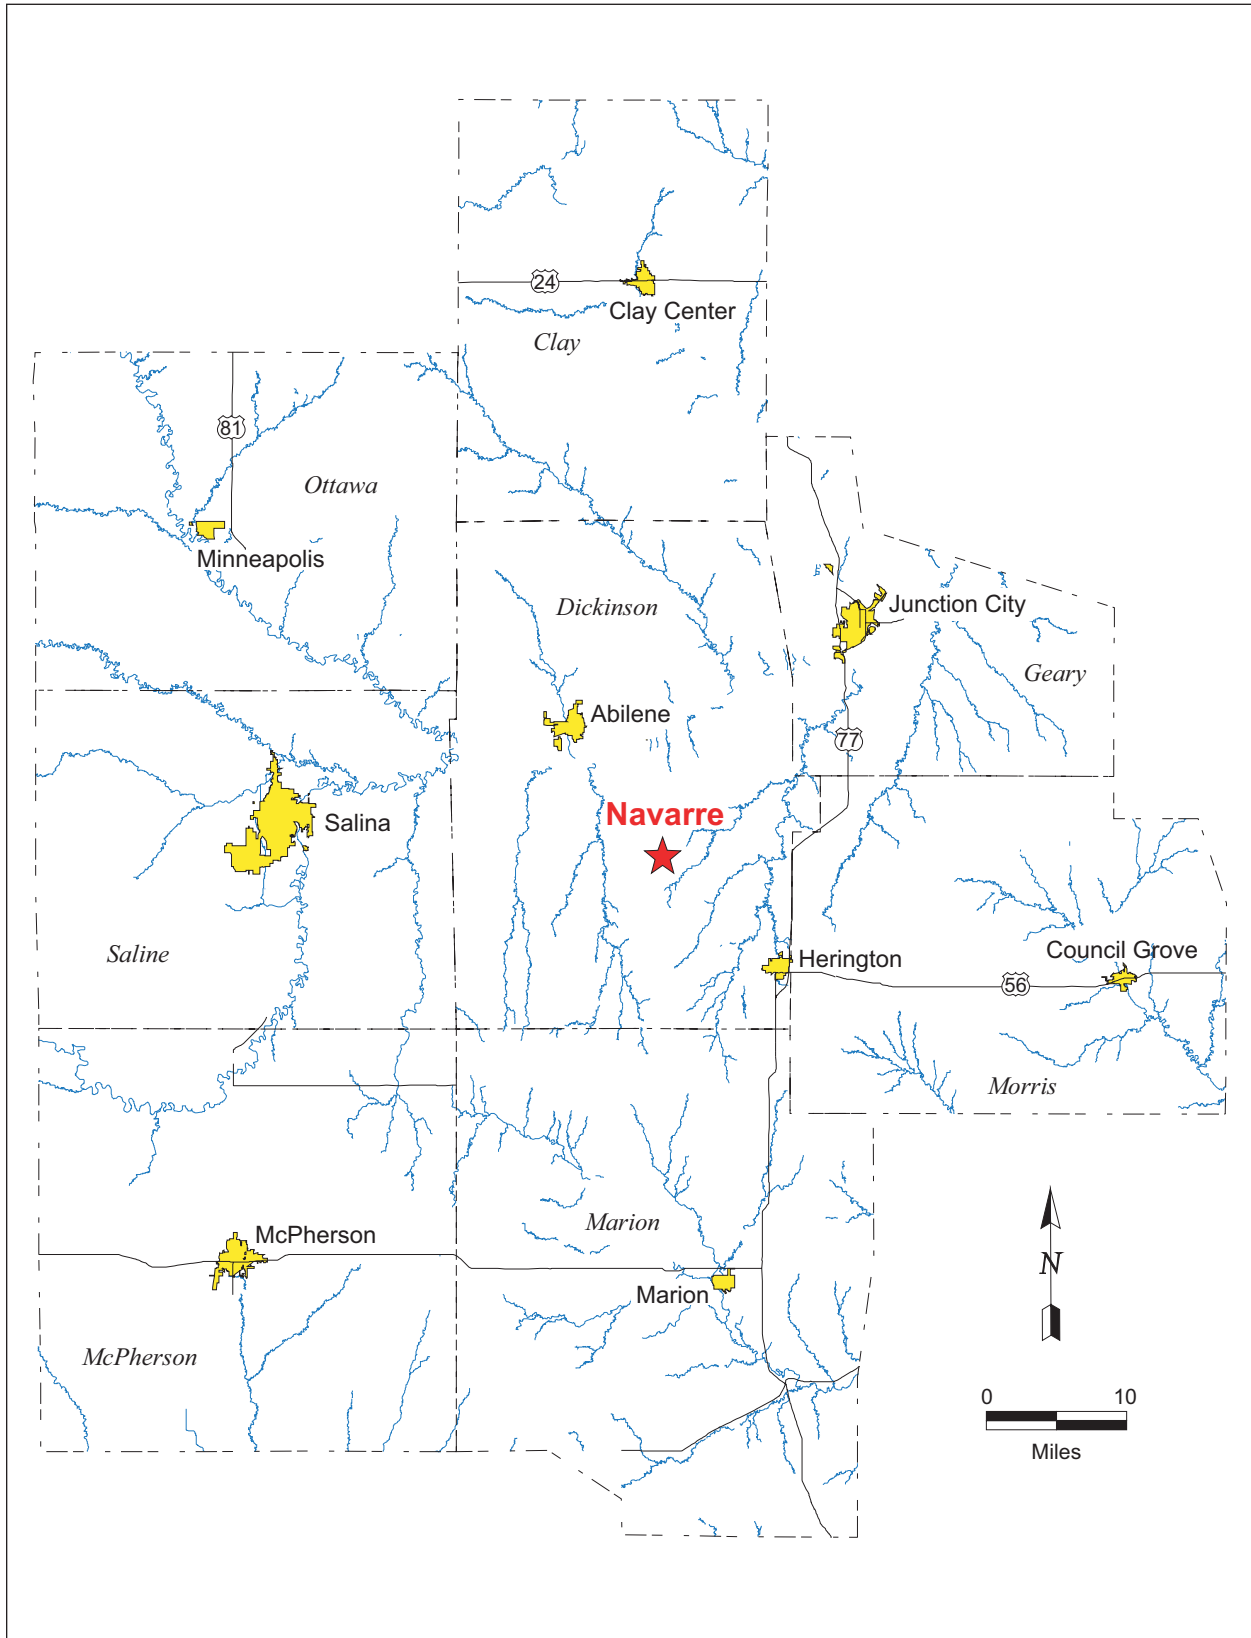 24
Clay Center
Clay
81
Ottawa
Minneapolis
Dickinson
Junction City
Geary
Abilene
77
Navarre
Salina
Saline
Herington
Council Grove
56
Morris
McPherson
Marion
N
Marion
McPherson
0 10
Miles